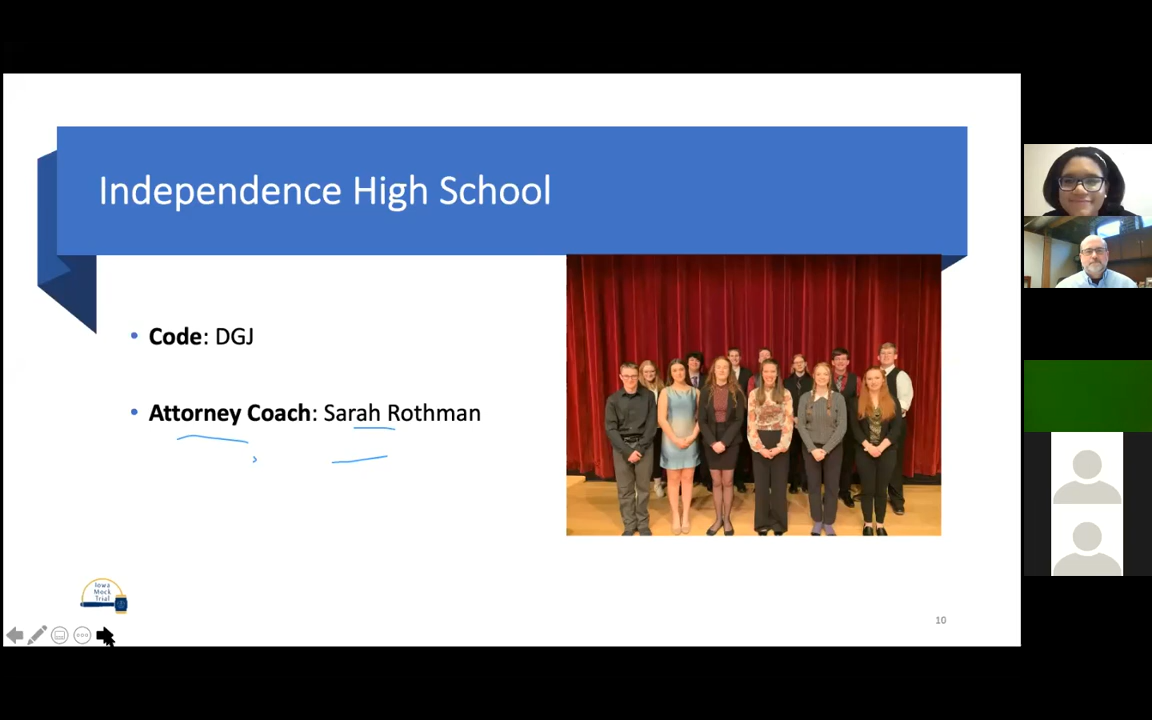 Independence High School
Code: DGJ
Attorney Coach: Sarah Rothman
Iowa
Mock
Trial
10